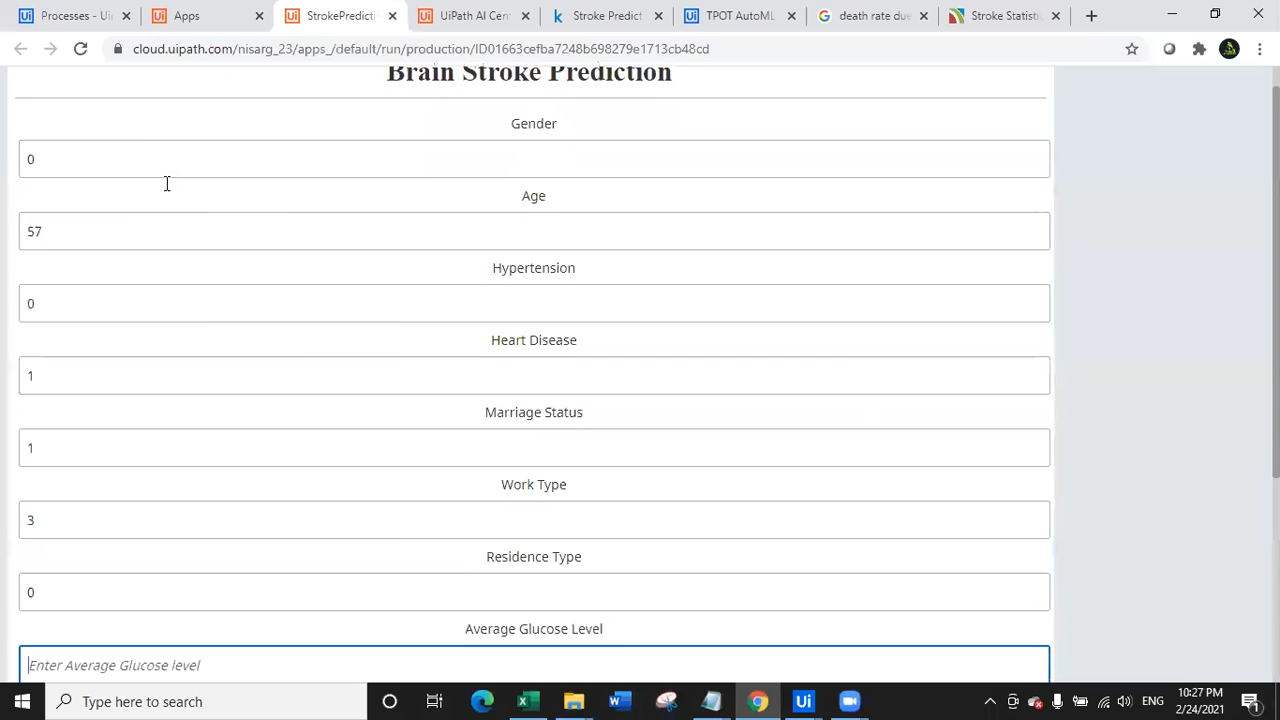 Processes - Ui
Apps
StrokePredicti
UiPath AI Cen
Stroke Predict
TPOT AutoML
death rate due
Stroke Statisti
cloud.uipath.com/nisarg_23/apps_/default/run/production/ID01663cefba7248b698279e1713cb48cd
Brain Stroke Prediction
Gender
0
Age
57
Hypertension
0
Heart Disease
1
Marriage Status
1
Work Type
3
Residence Type
0
Average Glucose Level
Enter Average Glucose level
Type here to search
ENG
10:27 PM
2/24/2021